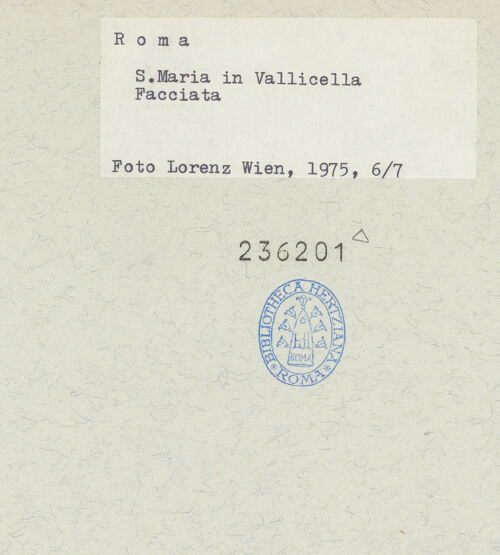 R o m a
S.Maria in Vallicella
Facciata
Foto Lorenz Wien, 1975, 6/7
236201
BIBLIOTHECA HERTZIANA
ROMA
* ROMA *